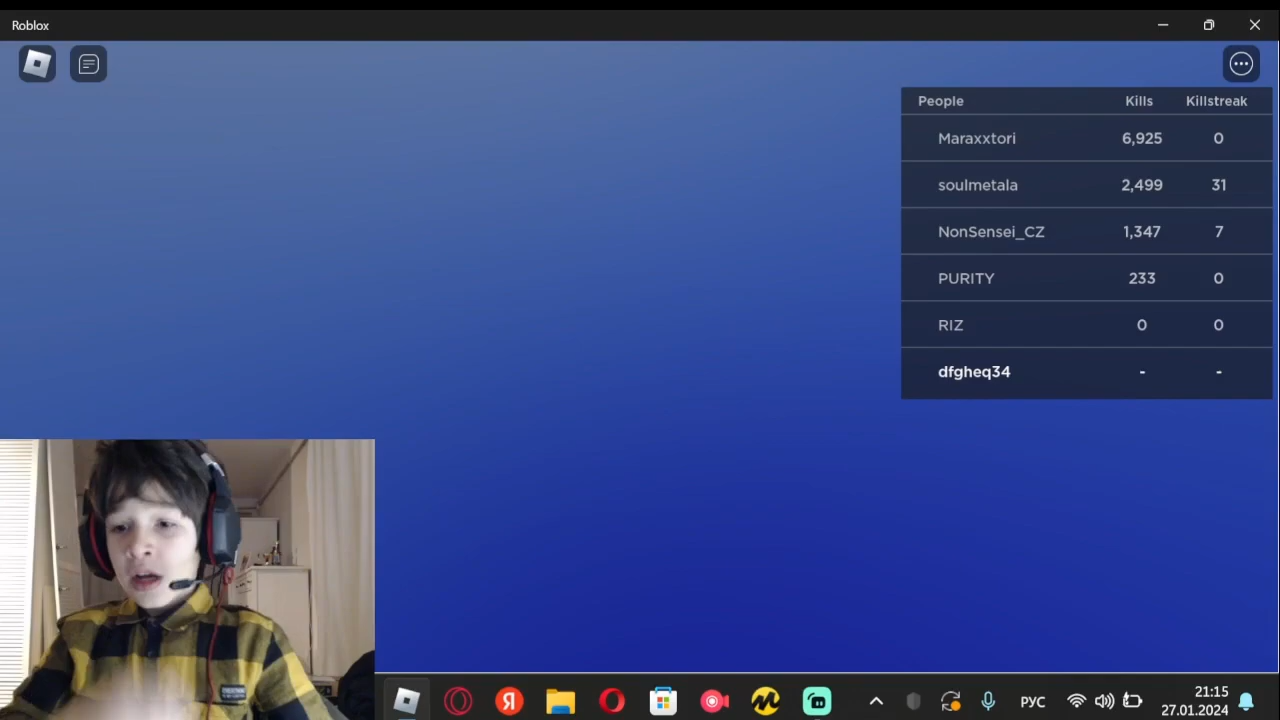 Roblox
People Kills Killstreak
Maraxxtori 6,925 0
soulmetala 2,499 31
NonSensei_CZ 1,347 7
PURITY 233 0
RIZ 0 0
dfgheq34 - -
Я
РУС
21:15
27.01.2024